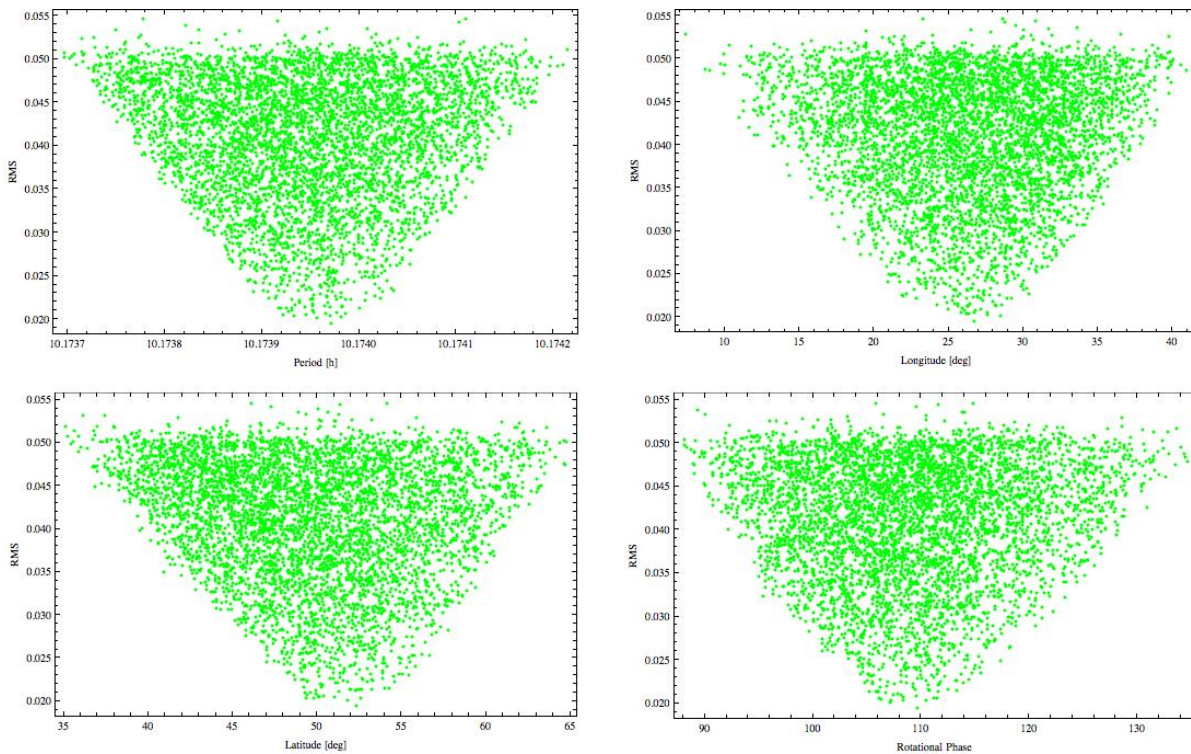 0.055
0.050
0.045
0.040
0.035
0.030
0.025
0.020
RMS
10.1737 10.1738 10.1739 10.1740 10.1741 10.1742
Period [h]
0.055
0.050
0.045
0.040
0.035
0.030
0.025
0.020
RMS
10 15 20 25 30 35 40
Longitude [deg]
0.055
0.050
0.045
0.040
0.035
0.030
0.025
0.020
RMS
35 40 45 50 55 60 65
Latitude [deg]
0.055
0.050
0.045
0.040
0.035
0.030
0.025
0.020
RMS
90 100 110 120 130
Rotational Phase